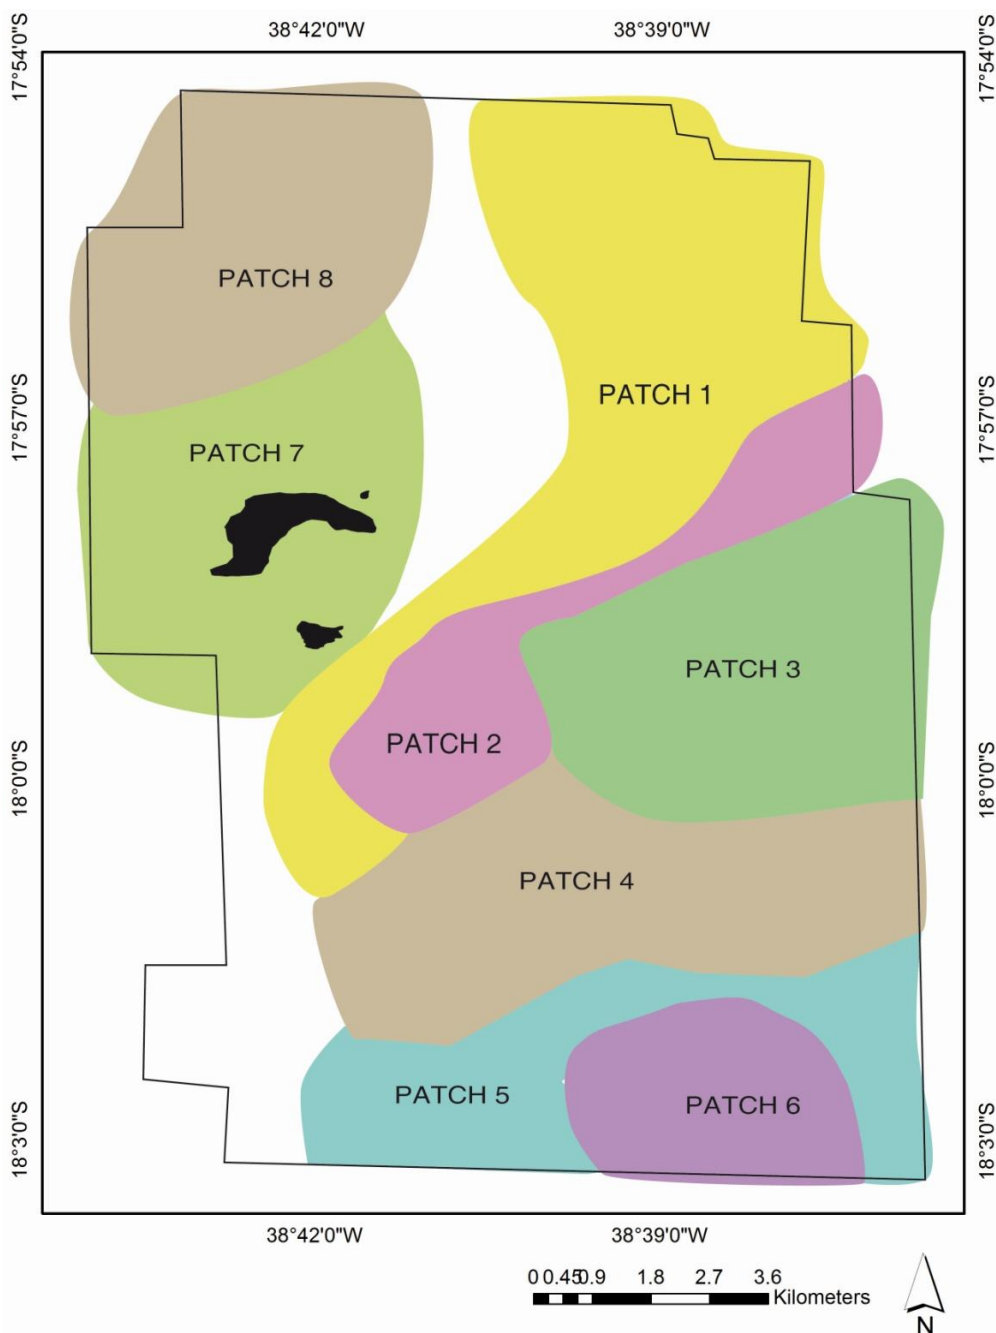 38°42'0"W 38°39'0"W
17°54'0"S 17°54'0"S
PATCH 8
PATCH 1
17°57'0"S 17°57'0"S
PATCH 7
PATCH 3
PATCH 2
18°0'0"S 18°0'0"S
PATCH 4
PATCH 5
PATCH 6
18°3'0"S 18°3'0"S
38°42'0"W 38°39'0"W
0 0.450.9 1.8 2.7 3.6
Kilometers
N